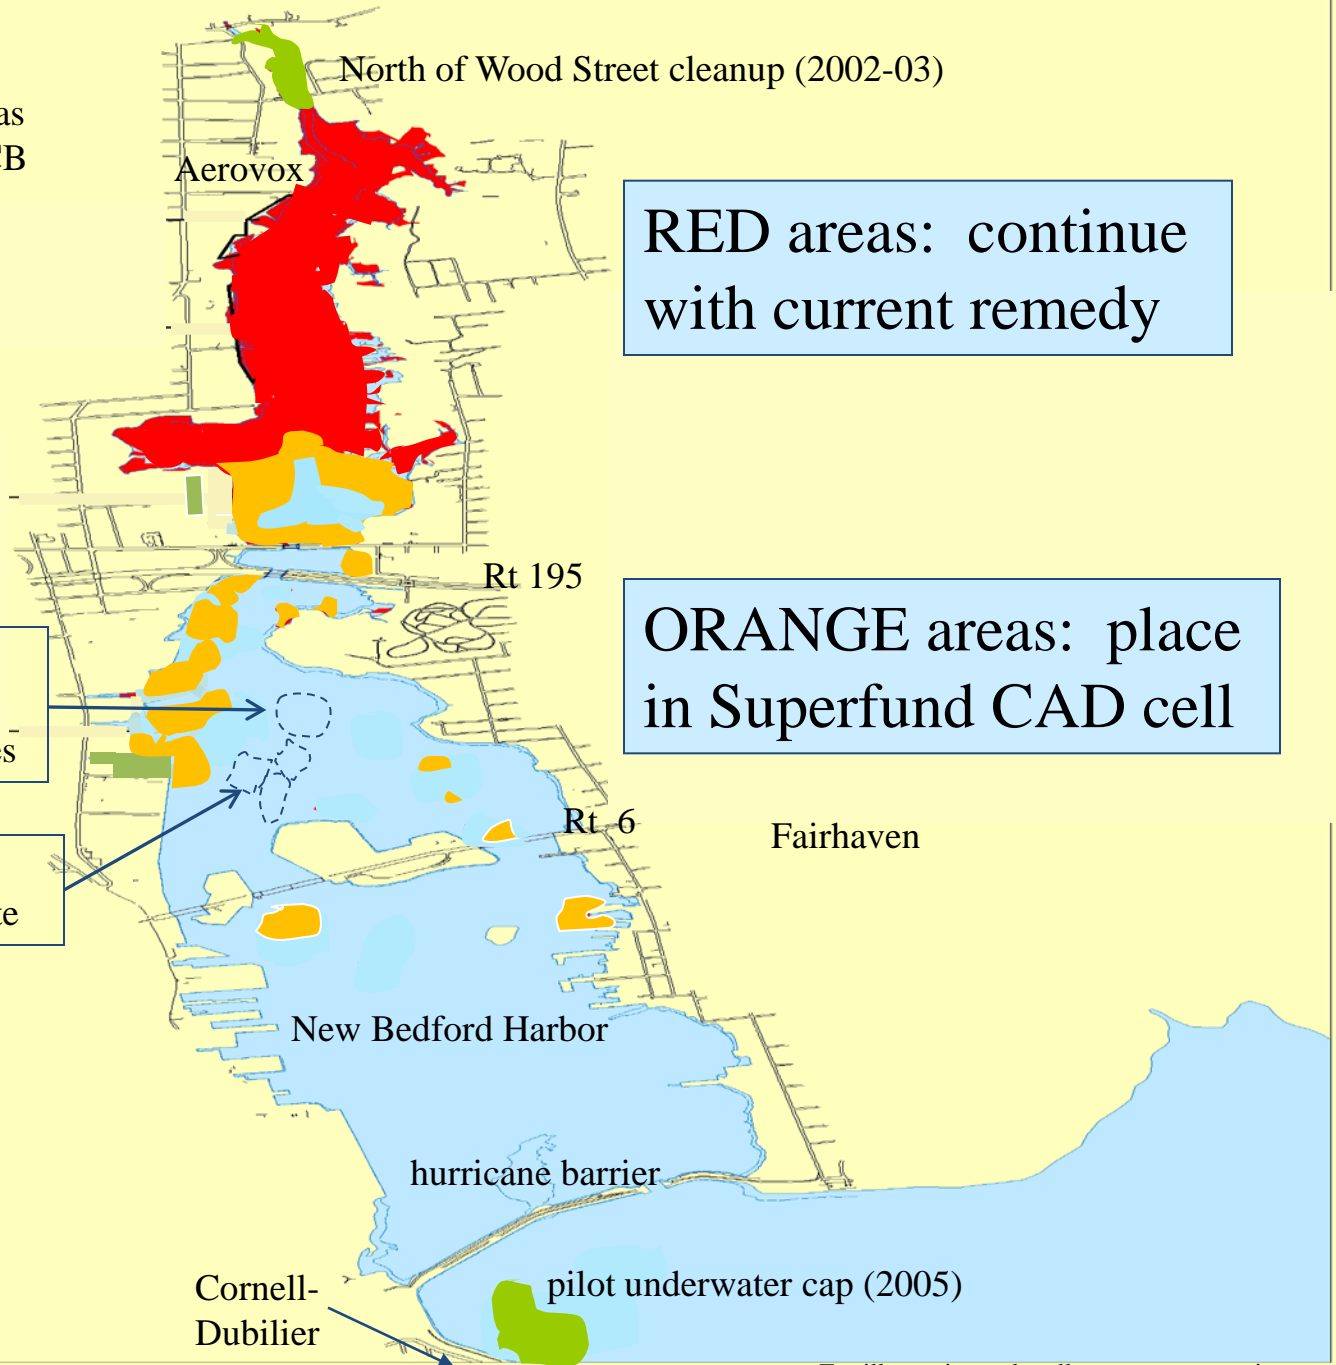 North of Wood Street cleanup (2002-03)
Aerovox
RED areas: continue
with current remedy
Rt 195
ORANGE areas: place
in Superfund CAD cell
Rt 6
Fairhaven
New Bedford Harbor
hurricane barrier
Cornell-
Dubilier
pilot underwater cap (2005)